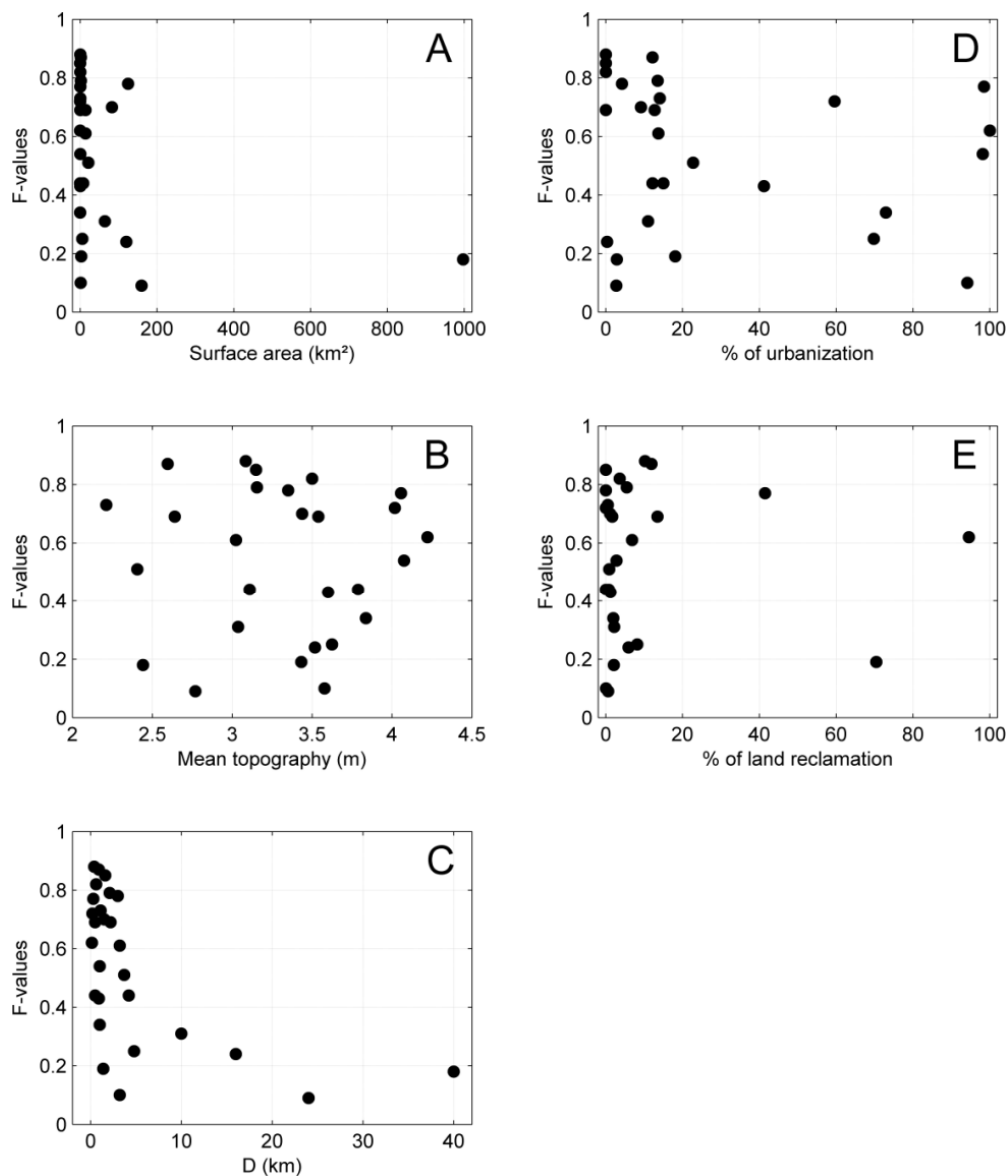 A
1
0.8
0.6
0.4
0.2
0
F-values
0 200 400 600 800 1000
Surface area (km²)
D
1
0.8
0.6
0.4
0.2
0
F-values
0 20 40 60 80 100
% of urbanization
B
1
0.8
0.6
0.4
0.2
0
F-values
2 2.5 3 3.5 4 4.5
Mean topography (m)
E
1
0.8
0.6
0.4
0.2
0
F-values
0 20 40 60 80 100
% of land reclamation
C
1
0.8
0.6
0.4
0.2
0
F-values
0 10 20 30 40
D (km)